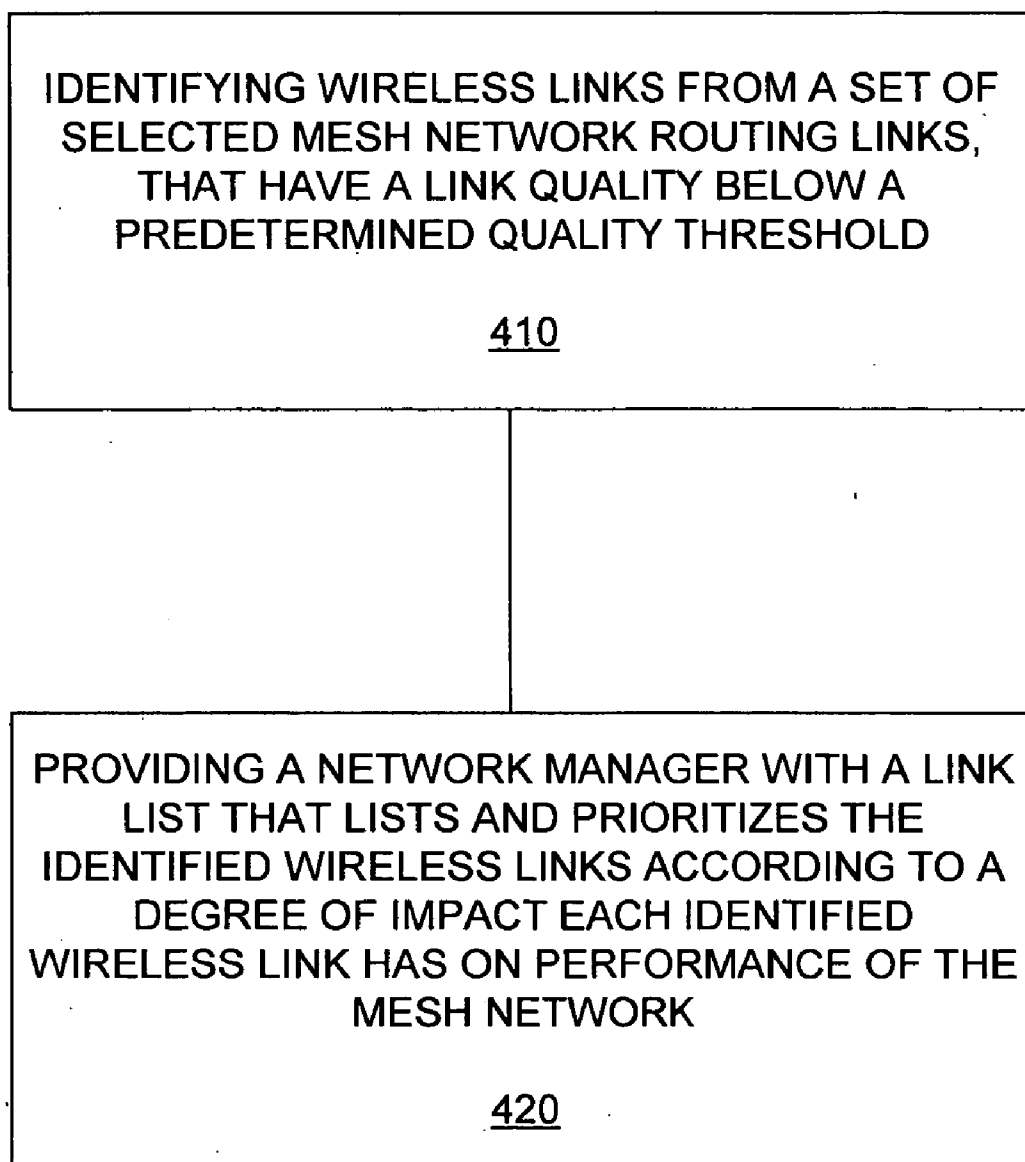 IDENTIFYING WIRELESS LINKS FROM A SET OF
SELECTED MESH NETWORK ROUTING LINKS,
THAT HAVE A LINK QUALITY BELOW A
PREDETERMINED QUALITY THRESHOLD
410
PROVIDING A NETWORK MANAGER WITH A LINK
LIST THAT LISTS AND PRIORITIZES THE
IDENTIFIED WIRELESS LINKS ACCORDING TO A
DEGREE OF IMPACT EACH IDENTIFIED
WIRELESS LINK HAS ON PERFORMANCE OF THE
MESH NETWORK
420